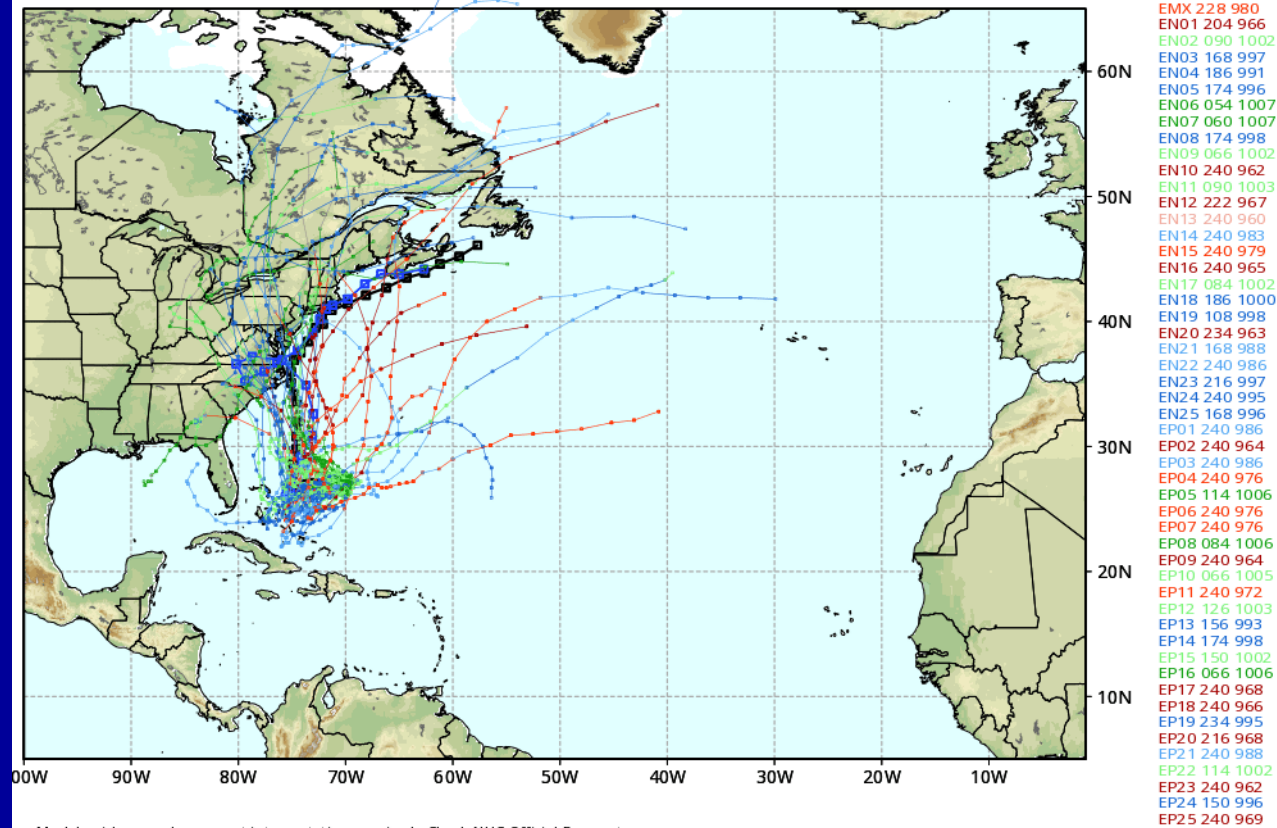 EMX 228 980
EN01 204 966
EN02 090 1002
EN03 168 997
EN04 186 991
EN05 174 996
EN06 054 1007
EN07 060 1007
EN08 174 998
EN09 066 1002
EN10 240 962
EN11 090 1003
EN12 222 967
EN13 240 960
EN14 240 983
EN15 240 979
EN16 240 965
EN17 084 1002
EN18 186 1000
EN19 108 998
EN20 234 963
EN21 168 988
EN22 240 986
EN23 216 997
EN24 240 995
EN25 168 996
EP01 240 986
EP02 240 964
EP03 240 986
EP04 240 976
EP05 114 1006
EP06 240 976
EP07 240 976
EP08 084 1006
EP09 240 964
EP10 066 1005
EP11 240 972
EP12 126 1003
EP13 156 993
EP14 174 998
EP15 150 1002
EP16 066 1006
EP17 240 968
EP18 240 966
EP19 234 995
EP20 216 968
EP21 240 988
EP22 114 1002
EP23 240 962
EP24 150 996
EP25 240 969
60N
50N
40N
30N
20N
10N
00W 90W 80W 70W 60W 50W 40W 30W 20W 10W